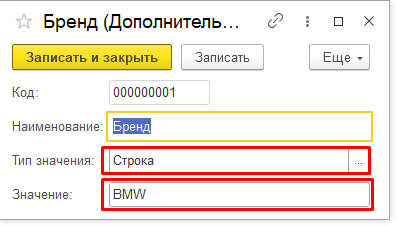 Бренд (Дополнитель...
Записать и закрыть Записать Еще
Код: 000000001
Наименование: Бренд
Тип значения: Строка ...
Значение: BMW